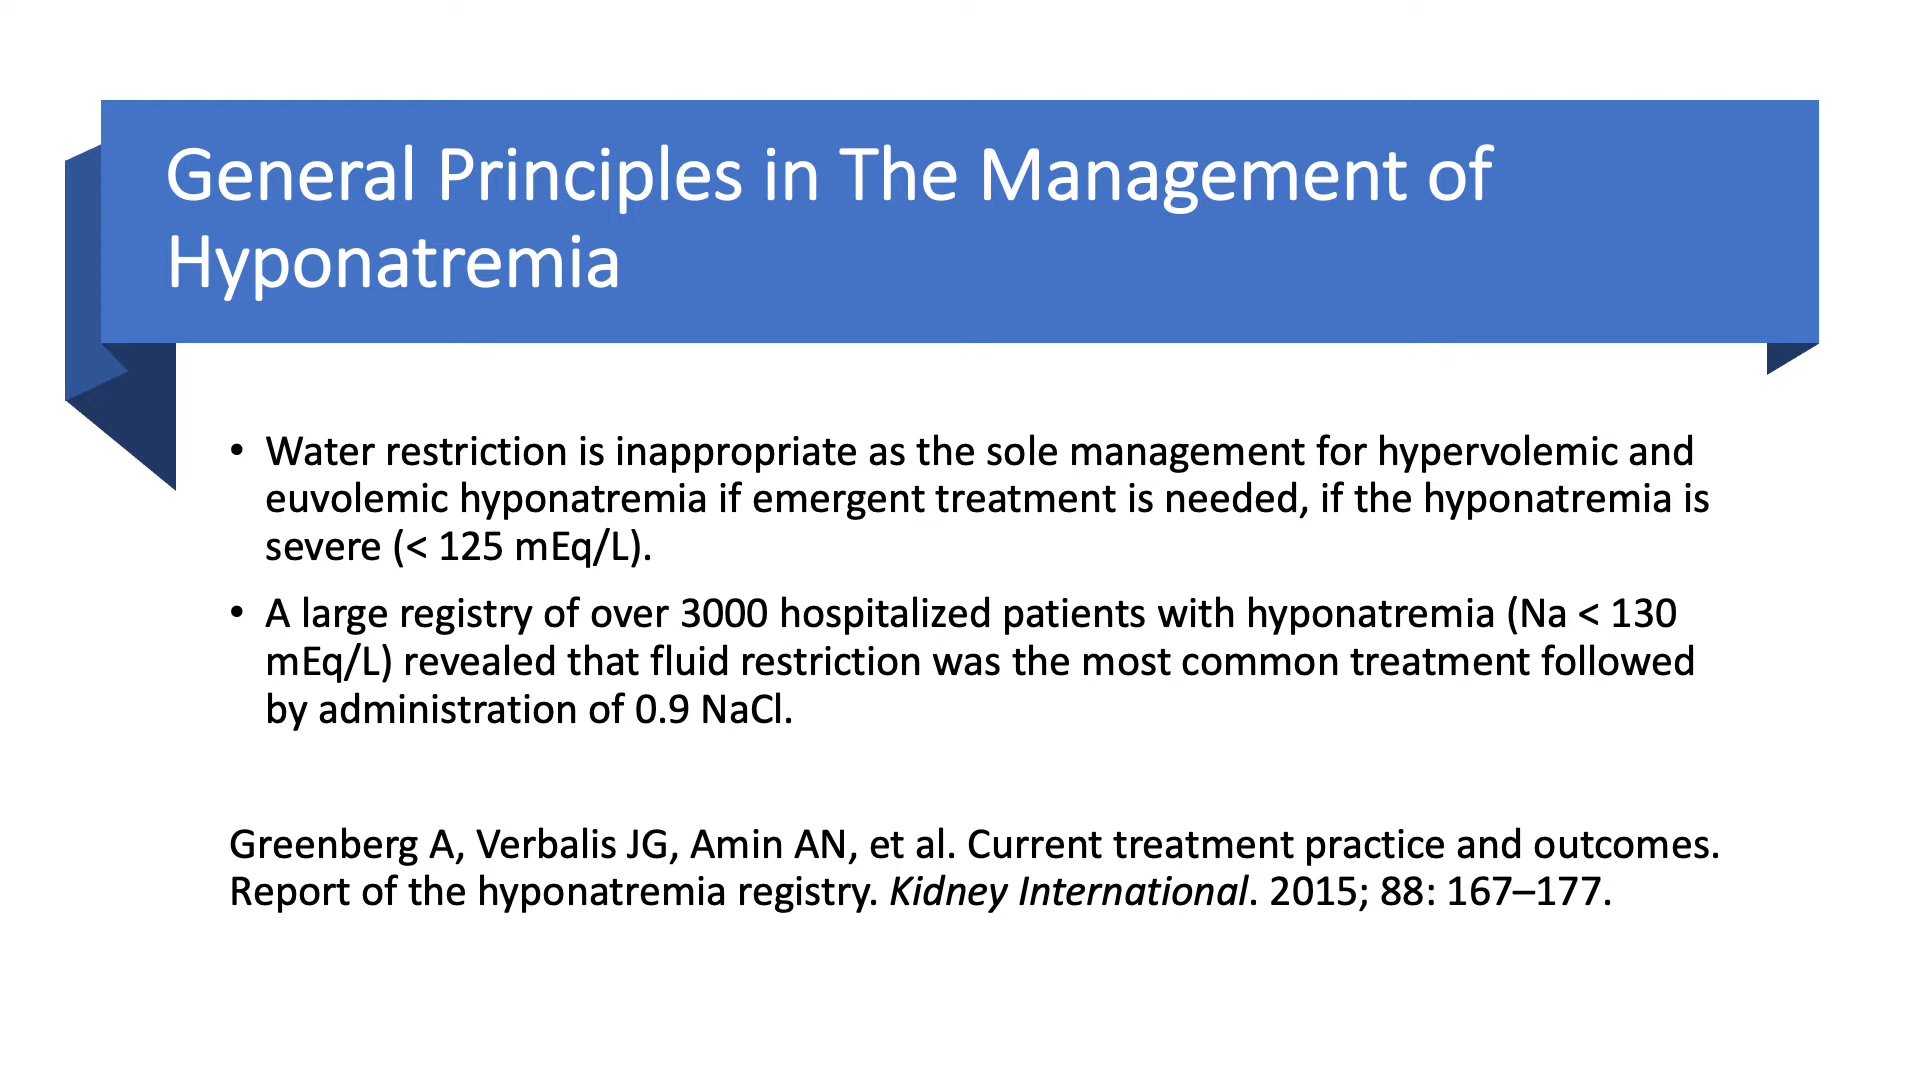 General Principles in The Management of
Hyponatremia
• Water restriction is inappropriate as the sole management for hypervolemic and
euvolemic hyponatremia if emergent treatment is needed, if the hyponatremia is
severe (< 125 mEq/L).
• A large registry of over 3000 hospitalized patients with hyponatremia (Na < 130
mEq/L) revealed that fluid restriction was the most common treatment followed
by administration of 0.9 NaCl.
Greenberg A, Verbalis JG, Amin AN, et al. Current treatment practice and outcomes.
Report of the hyponatremia registry. Kidney International. 2015; 88: 167–177.